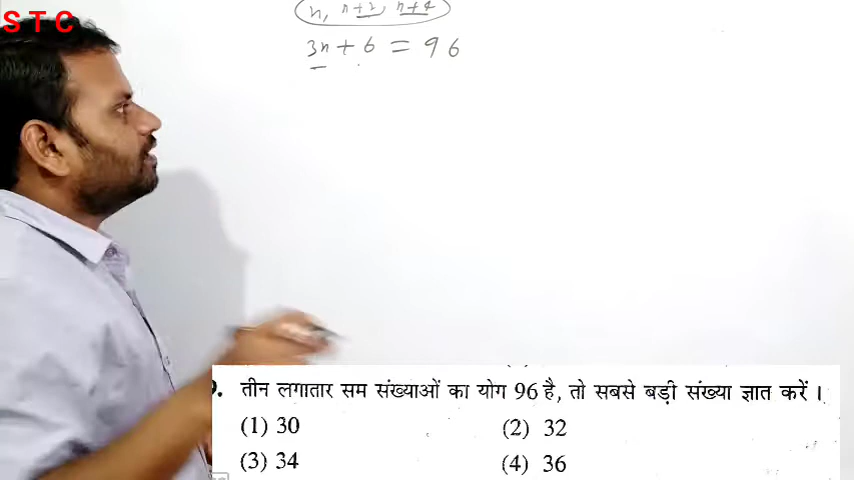 S T C
n, n+2, n+4
3n + 6 = 96
9. तीन लगातार सम संख्याओं का योग 96 है, तो सबसे बड़ी संख्या ज्ञात करें ।
(1) 30 (2) 32
(3) 34 (4) 36